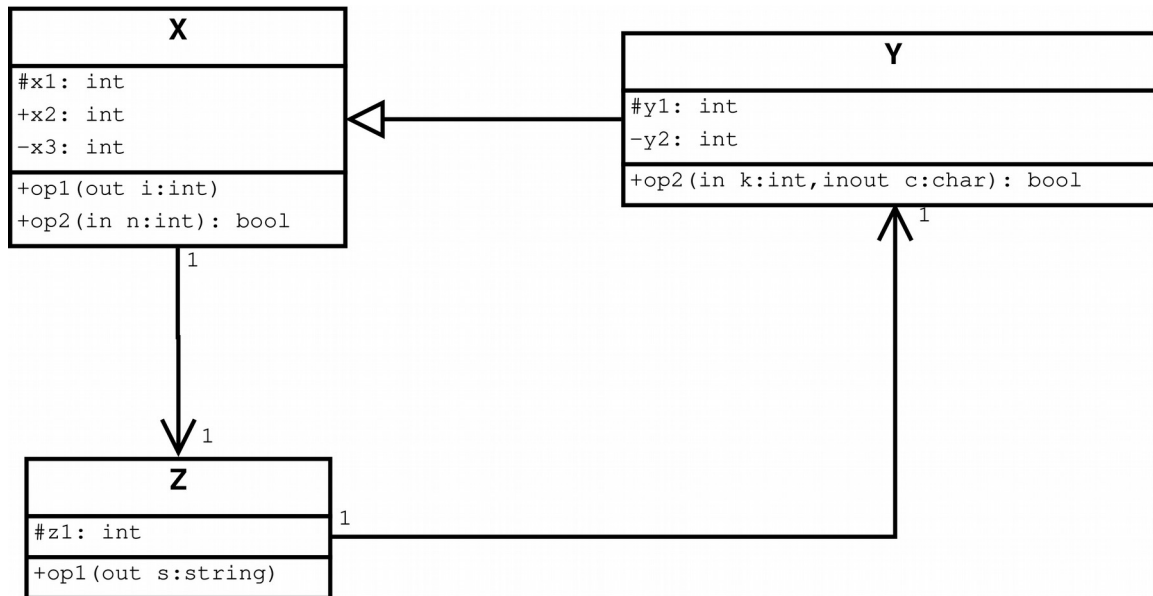 X
#x1: int
+x2: int
-x3: int
+op1(out i:int)
+op2(in n:int): bool
Y
#y1: int
-y2: int
+op2(in k:int,inout c:char): bool
1
1
1
Z
#z1: int
+op1(out s:string)
1